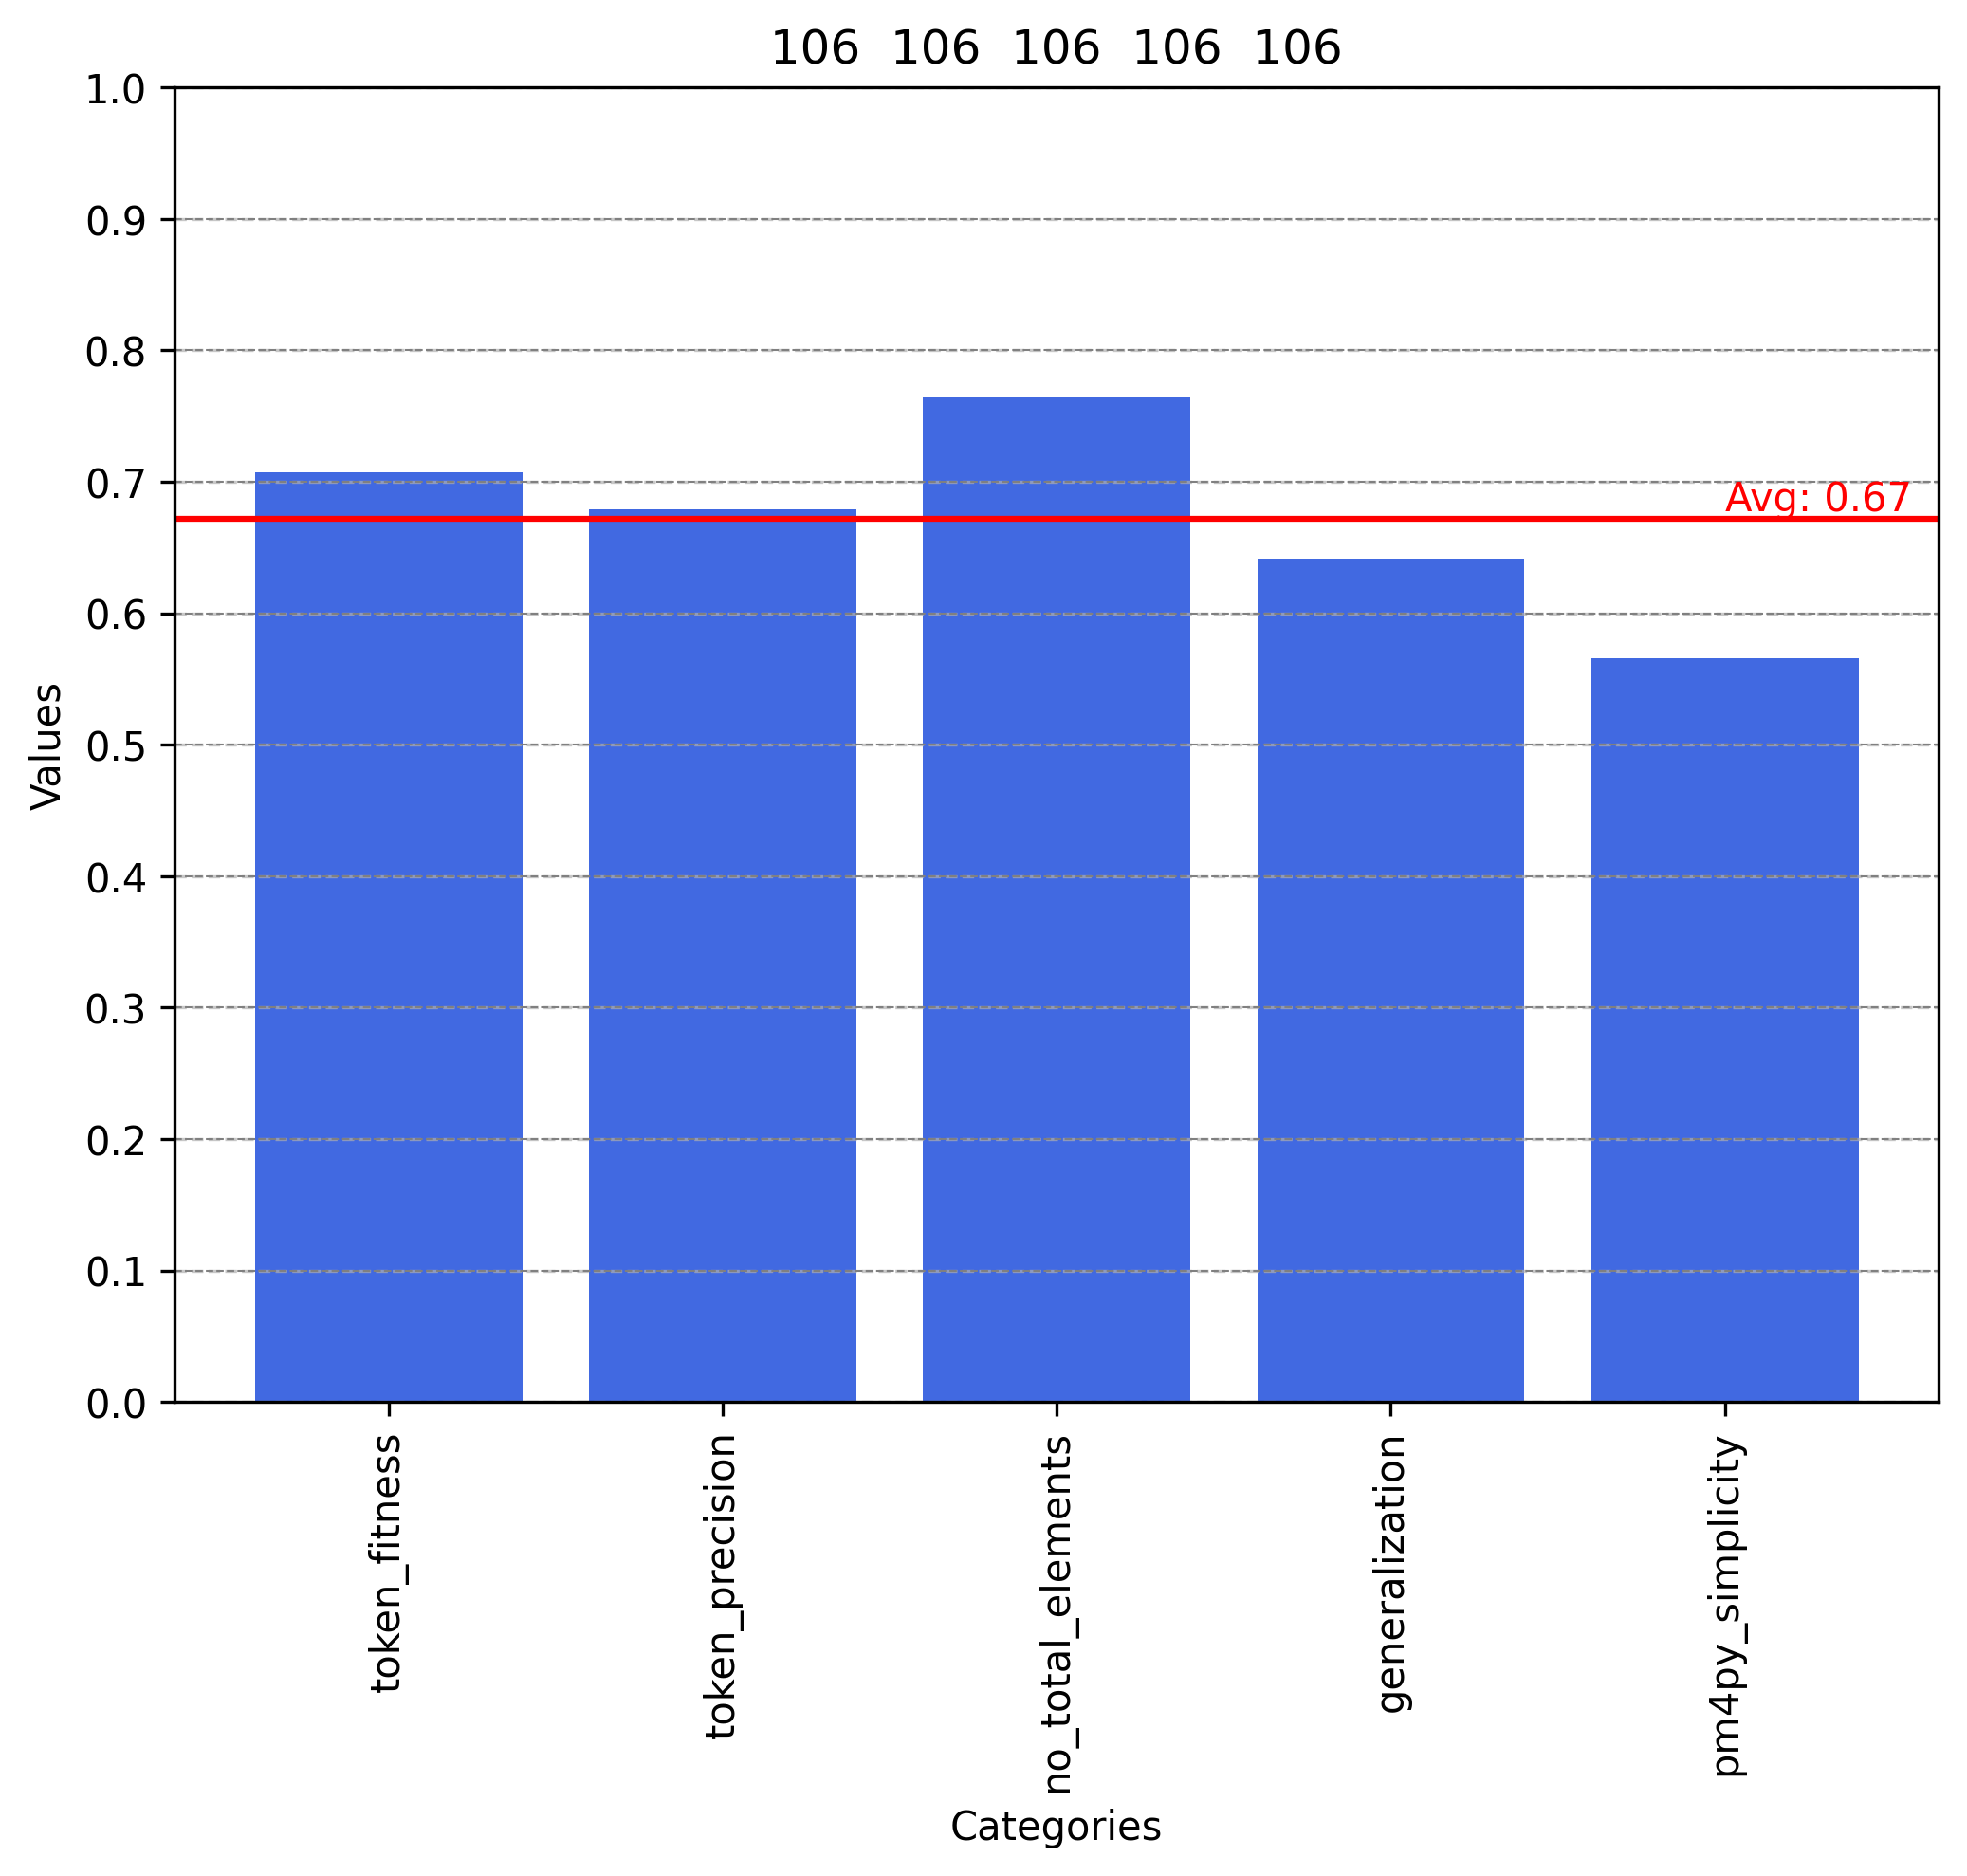 106 106 106 106 106
1.0
0.9
0.8
0.7
0.6
0.5
0.4
0.3
0.2
0.1
0.0
Values
Avg: 0.67
token_fitness
token_precision
no_total_elements
generalization
pm4py_simplicity
Categories